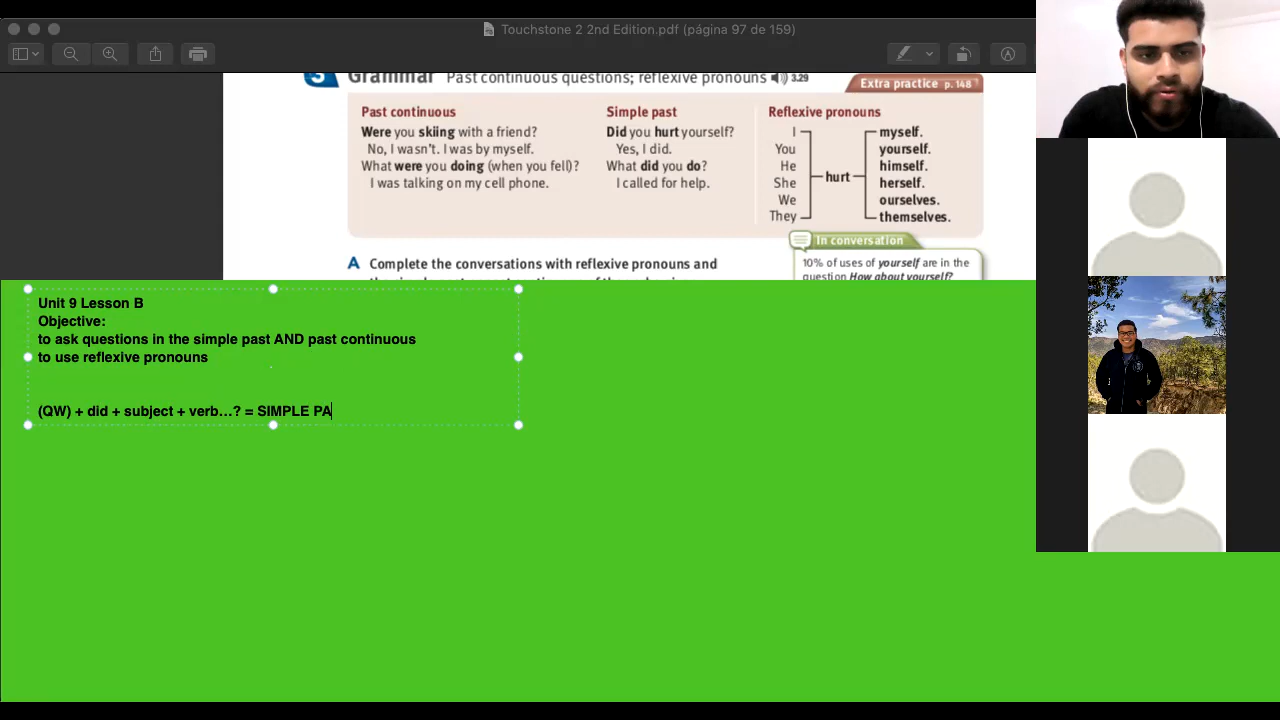 Touchstone 2 2nd Edition.pdf (página 97 de 159)
Grammar Past continuous questions; reflexive pronouns 3.29
Extra practice p. 148
Past continuous
Were you skiing with a friend?
No, I wasn't. I was by myself.
What were you doing (when you fell)?
I was talking on my cell phone.
Simple past
Did you hurt yourself?
Yes, I did.
What did you do?
I called for help.
Reflexive pronouns
I
You
He
She
We
They
hurt
myself.
yourself.
himself.
herself.
ourselves.
themselves.
In conversation
10% of uses of yourself are in the
question How about yourself?
A Complete the conversations with reflexive pronouns and
Unit 9 Lesson B
Objective:
to ask questions in the simple past AND past continuous
to use reflexive pronouns
(QW) + did + subject + verb...? = SIMPLE PA